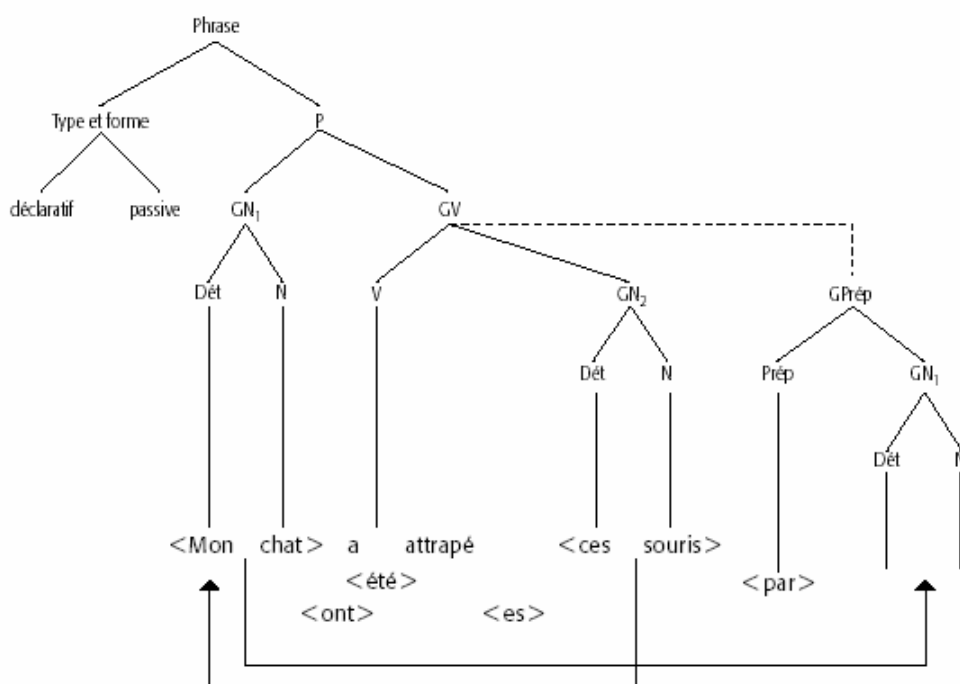 Phrase
Type et forme P
déclaratif passive GN₁ GV
Dét N V GN₂ GPrép
Dét N Prép GN₁
Dét N
<Mon chat> a attrapé <ces souris>
<été> <par>
<ont> <es>